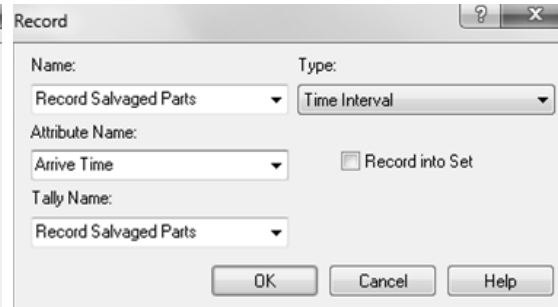 Record
Name: Type:
Record Salvaged Parts Time Interval
Attribute Name:
Arrive Time Record into Set
Tally Name:
Record Salvaged Parts
OK Cancel Help